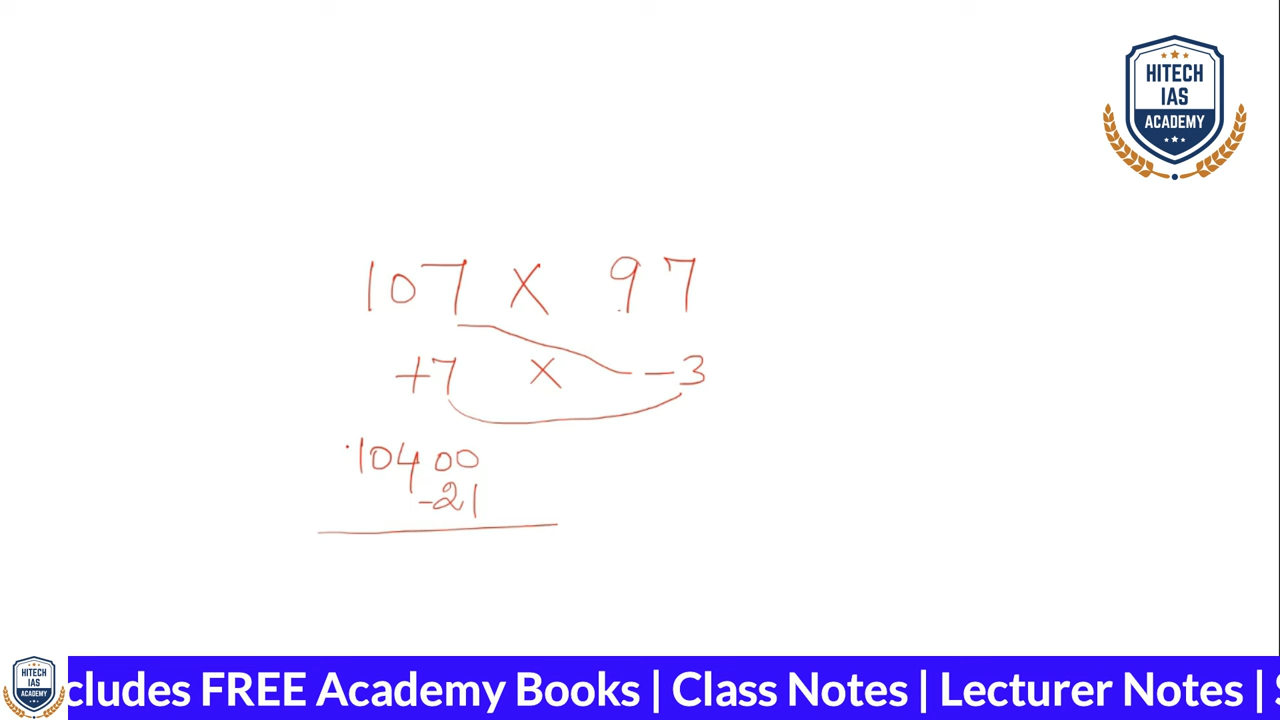 HITECH
IAS
ACADEMY
107 X 97
+7 X -3
10400
-21
HITECH
IAS
ACADEMY
cludes FREE Academy Books | Class Notes | Lecturer Notes |